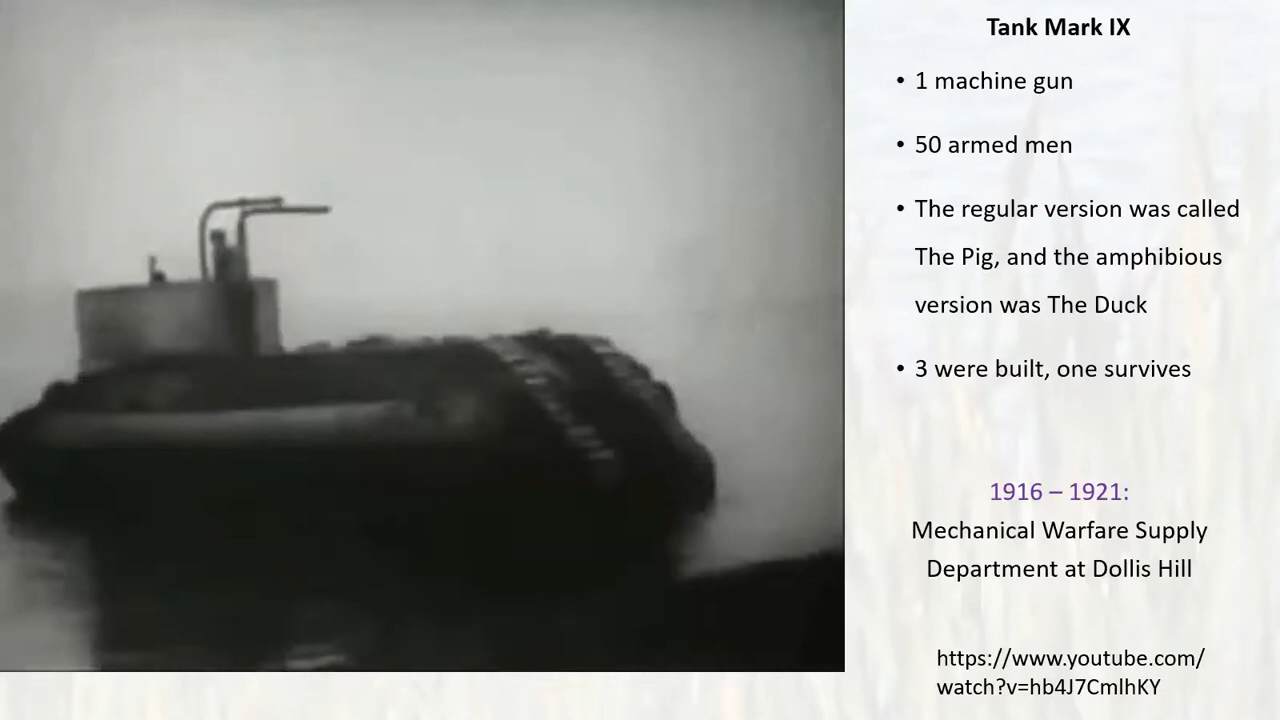 Tank Mark IX
• 1 machine gun
• 50 armed men
• The regular version was called
The Pig, and the amphibious
version was The Duck
• 3 were built, one survives
1916 – 1921:
Mechanical Warfare Supply
Department at Dollis Hill
https://www.youtube.com/
watch?v=hb4J7CmlhKY